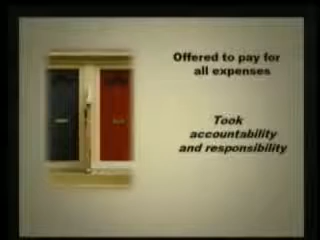 Offered to pay for
all expenses
Took
accountability
and responsibility